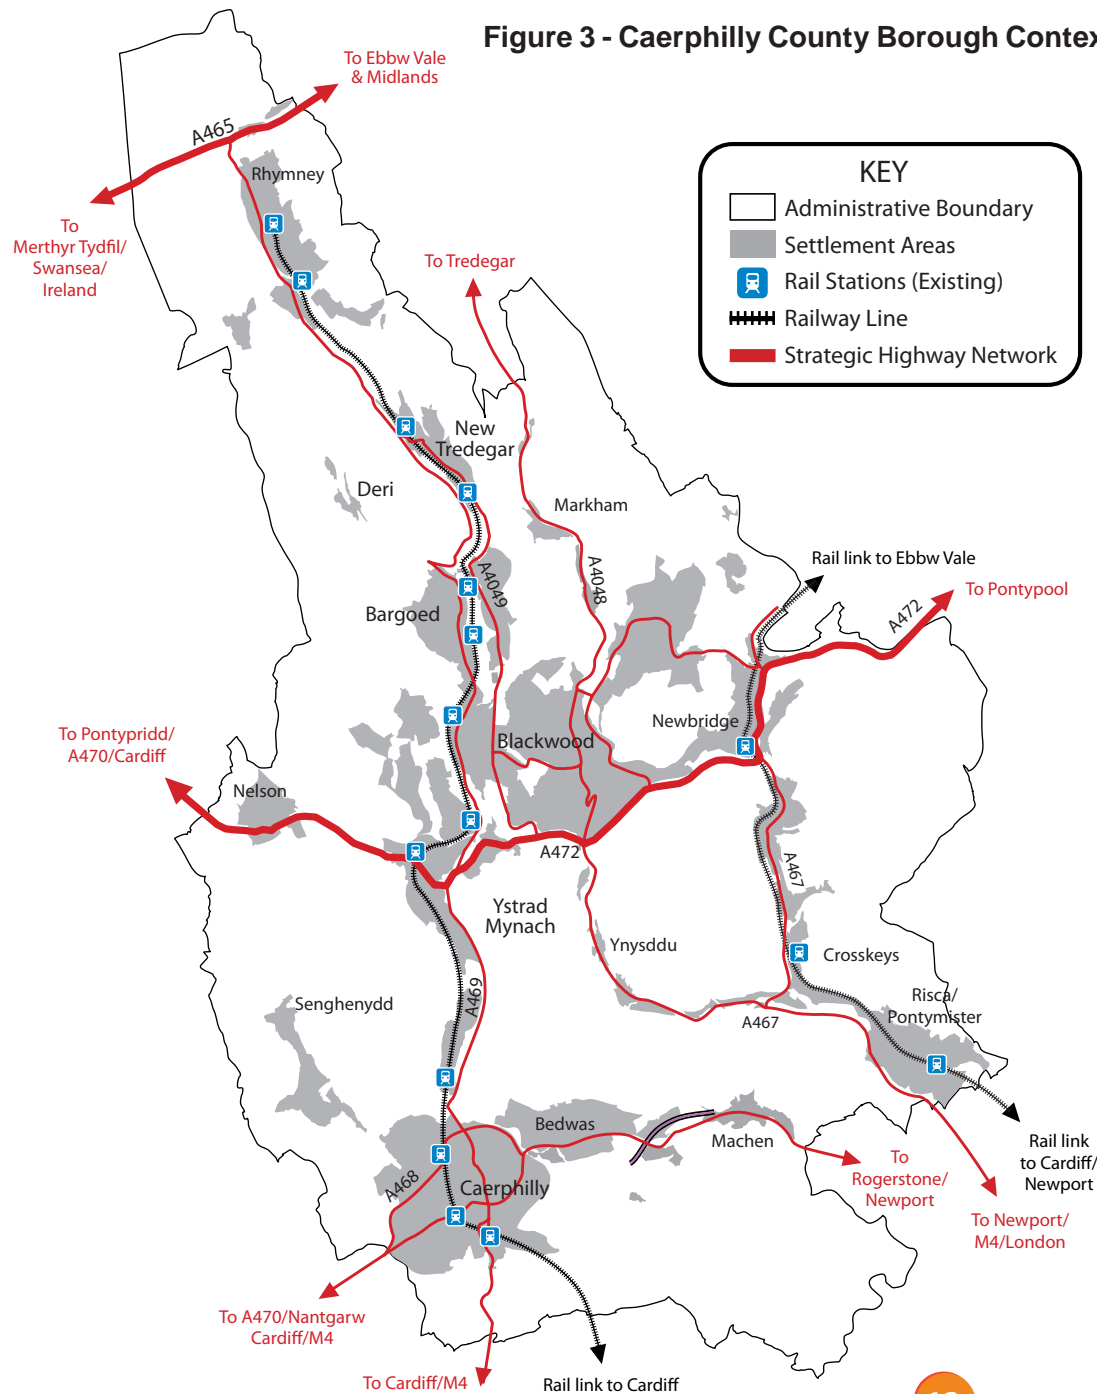 Figure 3 - Caerphilly County Borough Contex
To Ebbw Vale
& Midlands
A465
Rhymney
To
Merthyr Tydfil/
Swansea/
Ireland
KEY
Administrative Boundary
Settlement Areas
Rail Stations (Existing)
Railway Line
Strategic Highway Network
To Tredegar
New
Tredegar
Deri
Markham
A4049
A4048
Rail link to Ebbw Vale
To Pontypool
A472
Bargoed
Newbridge
Blackwood
To Pontypridd/
A470/Cardiff
Nelson
A472
A467
Ystrad
Mynach
Ynysddu
Crosskeys
A469
Senghenydd
Risca/
Pontymister
A467
Bedwas
Machen
To
Rogerstone/
Newport
Rail link
to Cardiff/
Newport
A468
Caerphilly
To Newport/
M4/London
To A470/Nantgarw
Cardiff/M4
To Cardiff/M4
Rail link to Cardiff